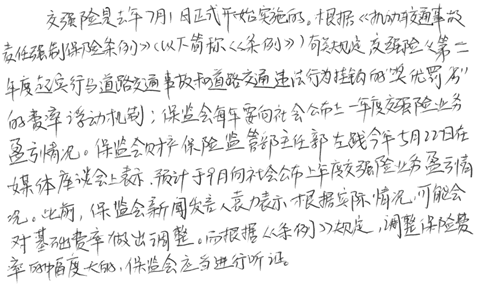 交强险是去年7月1日正式开始实施的。根据《机动车交通事故
责任强制保险条例》(以下简称《条例》)有关规定,交强险从第二
年度起实行与道路交通事故和道路交通违法行为挂钩的“奖优罚劣”
的费率浮动机制;保监会每年要向社会公布上一年度交强险业务
盈亏情况。保监会财产保险监管部主任郭左践今年5月22日在
媒体座谈会上表示,预计于9月向社会公布上年度交强险业务盈亏情
况。此前,保监会新闻发言人袁力表示,根据实际情况,可能会
对基础费率做出调整。而根据《条例》规定,调整保险费
率的幅度大的,保监会应当进行听证。